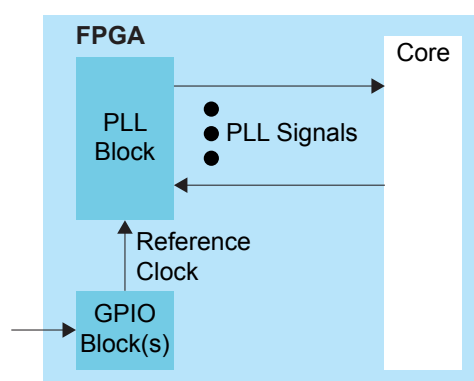 FPGA
Core
PLL
Block
PLL Signals
Reference
Clock
GPIO
Block(s)